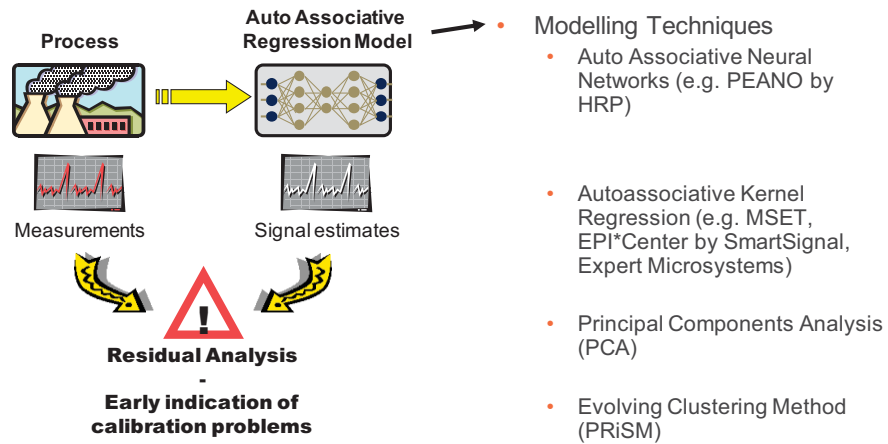 Process
Auto Associative
Regression Model
Measurements
Signal estimates
!
Residual Analysis
-
Early indication of
calibration problems
• Modelling Techniques
• Auto Associative Neural
Networks (e.g. PEANO by
HRP)
• Autoassociative Kernel
Regression (e.g. MSET,
EPI*Center by SmartSignal,
Expert Microsystems)
• Principal Components Analysis
(PCA)
• Evolving Clustering Method
(PRiSM)